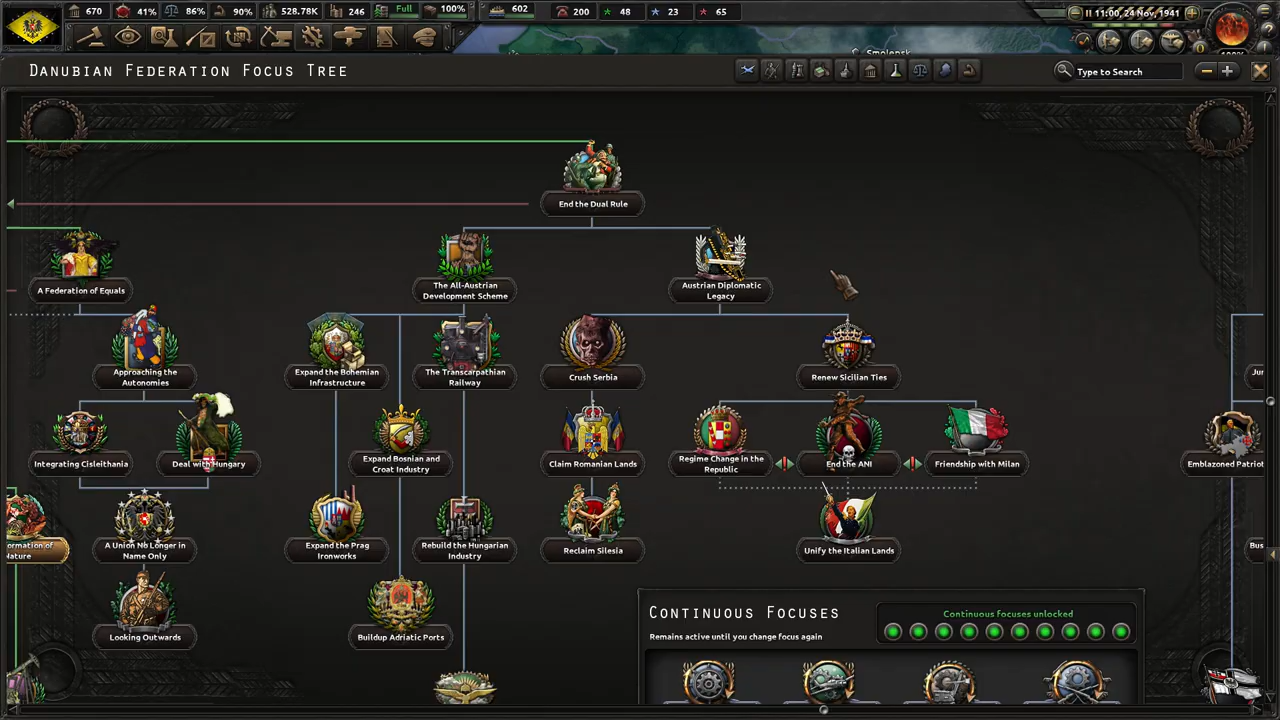 670 41% 86% 90% 528.78K 246 Full 100% 602 200 48 23 65
II 11:00, 24 Nov, 1941
100%
Smolensk
Danubian Federation Focus Tree
Type to Search
End the Dual Rule
A Federation of Equals
The All-Austrian
Development Scheme
Austrian Diplomatic
Legacy
Approaching the
Autonomies
Expand the Bohemian
Infrastructure
The Transcarpathian
Railway
Crush Serbia
Renew Sicilian Ties
Integrating Cisleithania
Deal with Hungary
Expand Bosnian and
Croat Industry
Claim Romanian Lands
Regime Change in the
Republic
End the ANI
Friendship with Milan
Emblazoned Patriot
ormation of
Nature
A Union No Longer in
Name Only
Expand the Prag
Ironworks
Rebuild the Hungarian
Industry
Reclaim Silesia
Unify the Italian Lands
Bus
Looking Outwards
Buildup Adriatic Ports
Continuous Focuses
Continuous focuses unlocked
Remains active until you change focus again